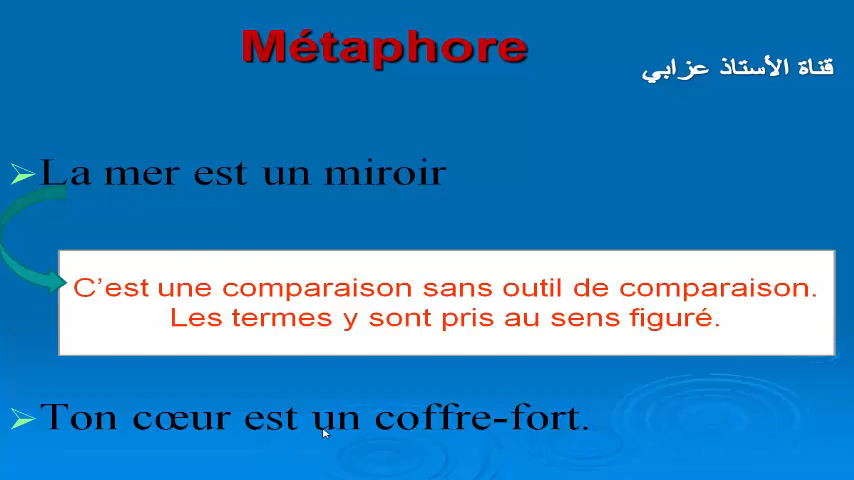 Métaphore
قناة الأستاذ عزابي
La mer est un miroir
C'est une comparaison sans outil de comparaison.
Les termes y sont pris au sens figuré.
Ton cœur est un coffre-fort.